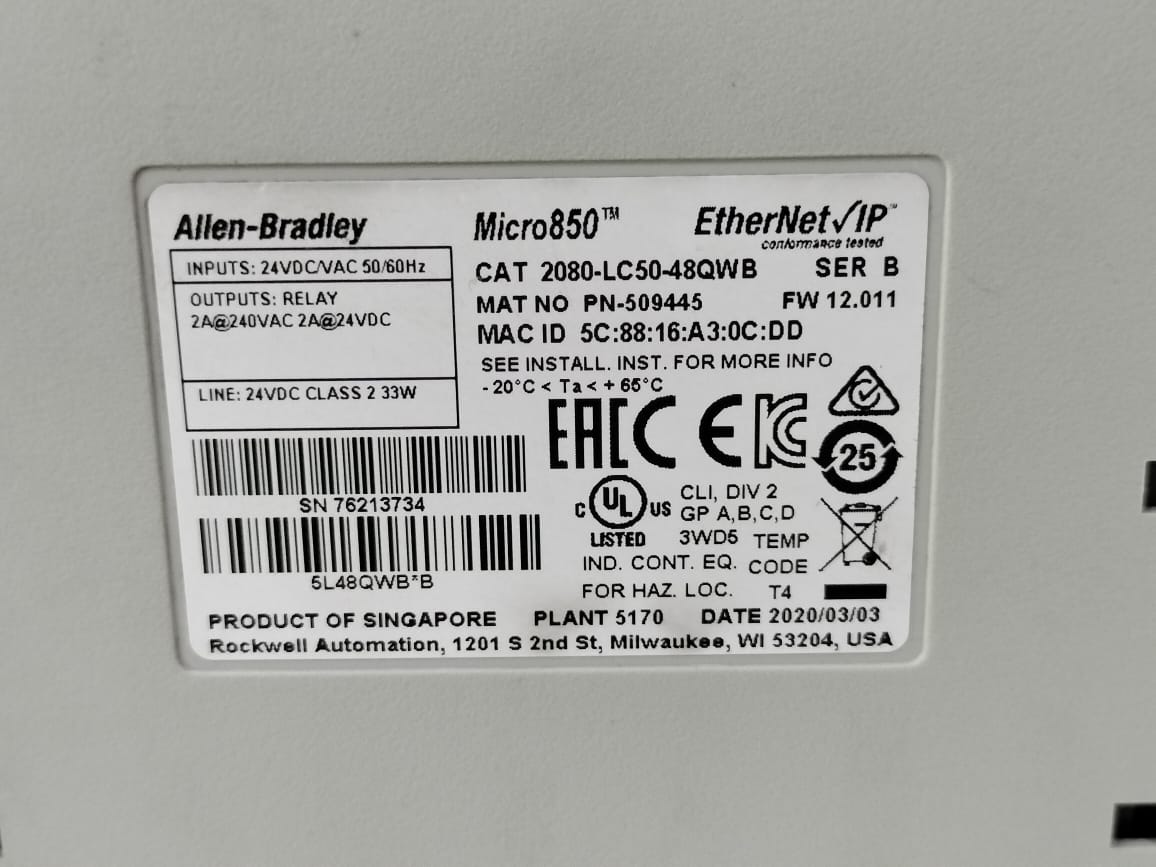 Allen-Bradley
Micro850™
EtherNet/IP™
conformance tested
INPUTS: 24VDC/VAC 50/60Hz
OUTPUTS: RELAY
2A@240VAC 2A@24VDC
LINE: 24VDC CLASS 2 33W
CAT 2080-LC50-48QWB SER B
MAT NO PN-509445 FW 12.011
MAC ID 5C:88:16:A3:0C:DD
SEE INSTALL. INST. FOR MORE INFO
-20°C < Ta < + 65°C
EAC CE KC
25
SN 76213734
5L48QWB*B
C UL US
LISTED
CLI, DIV 2
GP A,B,C,D
3WD5 TEMP
IND. CONT. EQ. CODE
FOR HAZ. LOC. T4
PRODUCT OF SINGAPORE PLANT 5170 DATE 2020/03/03
Rockwell Automation, 1201 S 2nd St, Milwaukee, WI 53204, USA